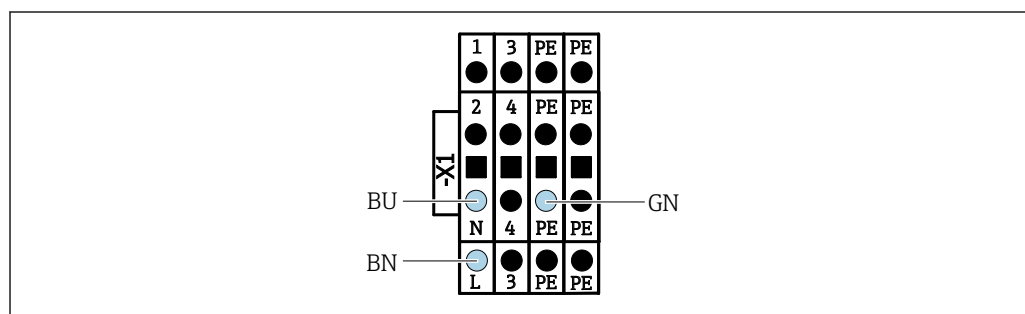 1 3 PE PE
2 4 PE PE
-X1
BU
GN
N 4 PE PE
BN
L 3 PE PE